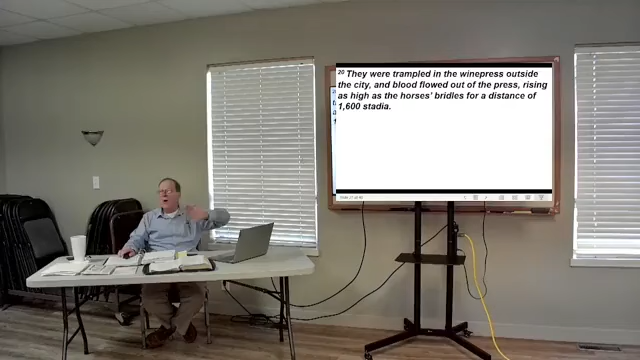 20 They were trampled in the winepress outside
the city, and blood flowed out of the press, rising
as high as the horses' bridles for a distance of
1,600 stadia.